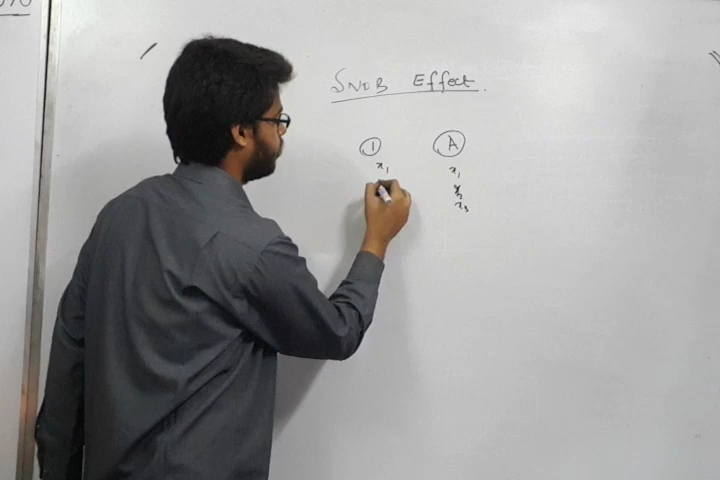 SNOB Effect.
1 A
x₁ x₁
x₂
x₃